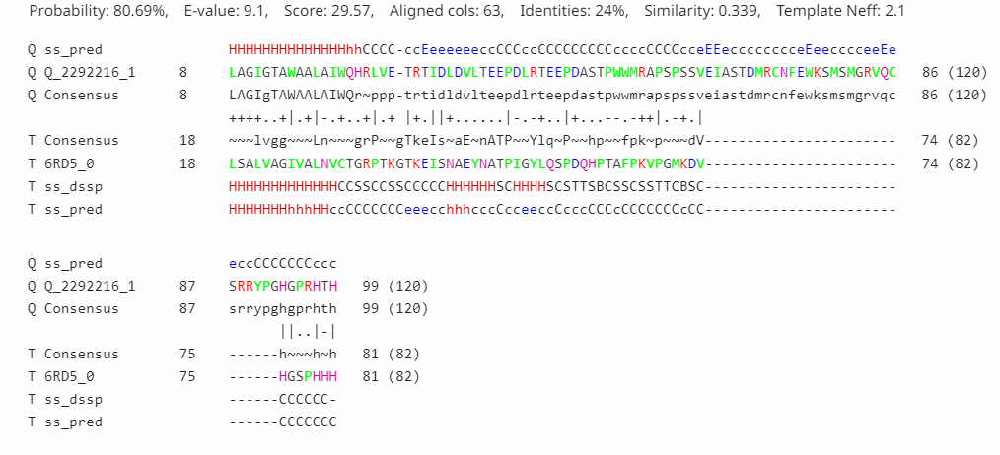 Probability: 80.69%, E-value: 9.1, Score: 29.57, Aligned cols: 63, Identities: 24%, Similarity: 0.339, Template Neff: 2.1
Q ss_pred HHHHHHHHHHHHHHhhCCCC-ccEeeeeeeccCCCccCCCCCCCCCccccCCCCCcceEEeccccccccceEeeccccceeEe
Q Q_2292216_1 8 LAGIGTAWAALAIWQHRLVE-TRTIDLDVLTEEPDLRTEEPDASTPWWMRAPSPSSVEIASTDMRCNFEWKSMSMGRVQC 86 (120)
Q Consensus 8 LAGIgTAWAALAIWQr~ppp-trtidldvlteepdlrteepdastpwwmrapspssveiastdmrcnfewksmsmgrvqc 86 (120)
++++..+|.+|.-+..+..+|.+ |+.||+......-|-...+..|+...--.-++|.-+.|
T Consensus 18 ~~~lvgg~~~Ln~~~grP~~gTkeIs~aE~nATP~~Ylq~P~~hp~~fpk~p~~~dV----------------------- 74 (82)
T 6RD5_0 18 LSALVAGIVALNVCTGRPTKGTKEISNAEYNATPIGYLQSPDQHPTAFPKVPGMKDV----------------------- 74 (82)
T ss_dssp HHHHHHHHHHHHHCCSSCCSSCCCCCHHHHHHSCHHHHSCSTTSBCSSCSSTTCBSC-----------------------
T ss_pred HHHHHHHhhhHHccCCCCCCCeeecchhhcccCcceeccCcccCCCcCCCCCCCcCC-----------------------
Q ss_pred eccCCCCCCCccc
Q Q_2292216_1 87 SRRYPGHGPRHTH 99 (120)
Q Consensus 87 srrypghgprhth 99 (120)
||..|-|
T Consensus 75 ------h~~~h~h 81 (82)
T 6RD5_0 75 ------HGSPHHH 81 (82)
T ss_dssp ------CCCCCC-
T ss_pred ------CCCCCCC